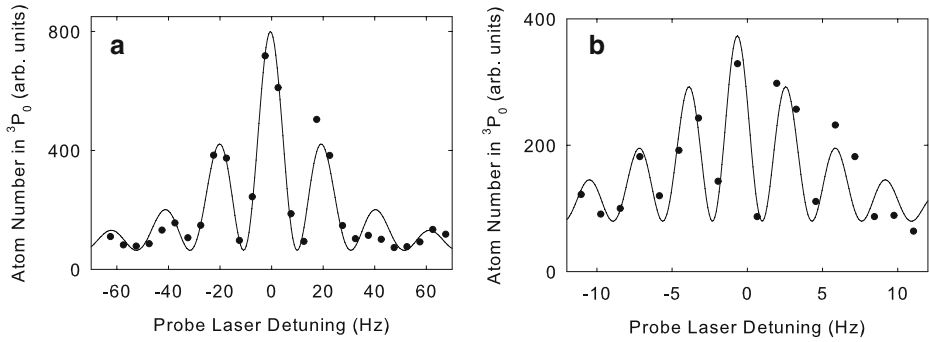 a
800
400
0
-60 -40 -20 0 20 40 60
Probe Laser Detuning (Hz)
Atom Number in ³P₀ (arb. units)
b
400
200
0
-10 -5 0 5 10
Probe Laser Detuning (Hz)
Atom Number in ³P₀ (arb. units)